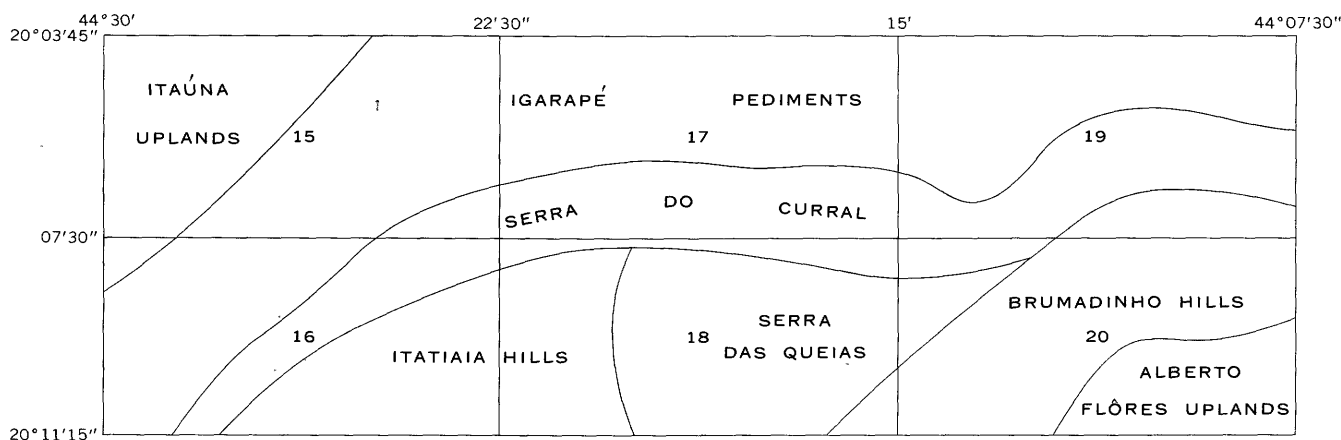 44°30′ 22′30″ 15′ 44°07′30″
20°03′45″
ITAÚNA
UPLANDS
IGARAPÉ PEDIMENTS
15 17 19
SERRA DO CURRAL
07′30″
BRUMADINHO HILLS
16 18 20
ITATIAIA HILLS
SERRA
DAS QUEIAS
ALBERTO
FLÔRES UPLANDS
20°11′15″